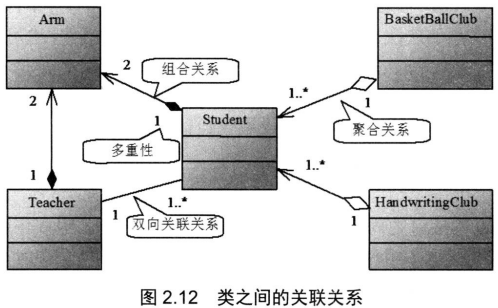 Arm
BasketBallClub
2
组合关系
1..*
1
2
1
Student
聚合关系
多重性
1..*
1
Teacher
1
1..*
双向关联关系
HandwritingClub
1
图 2.12 类之间的关联关系